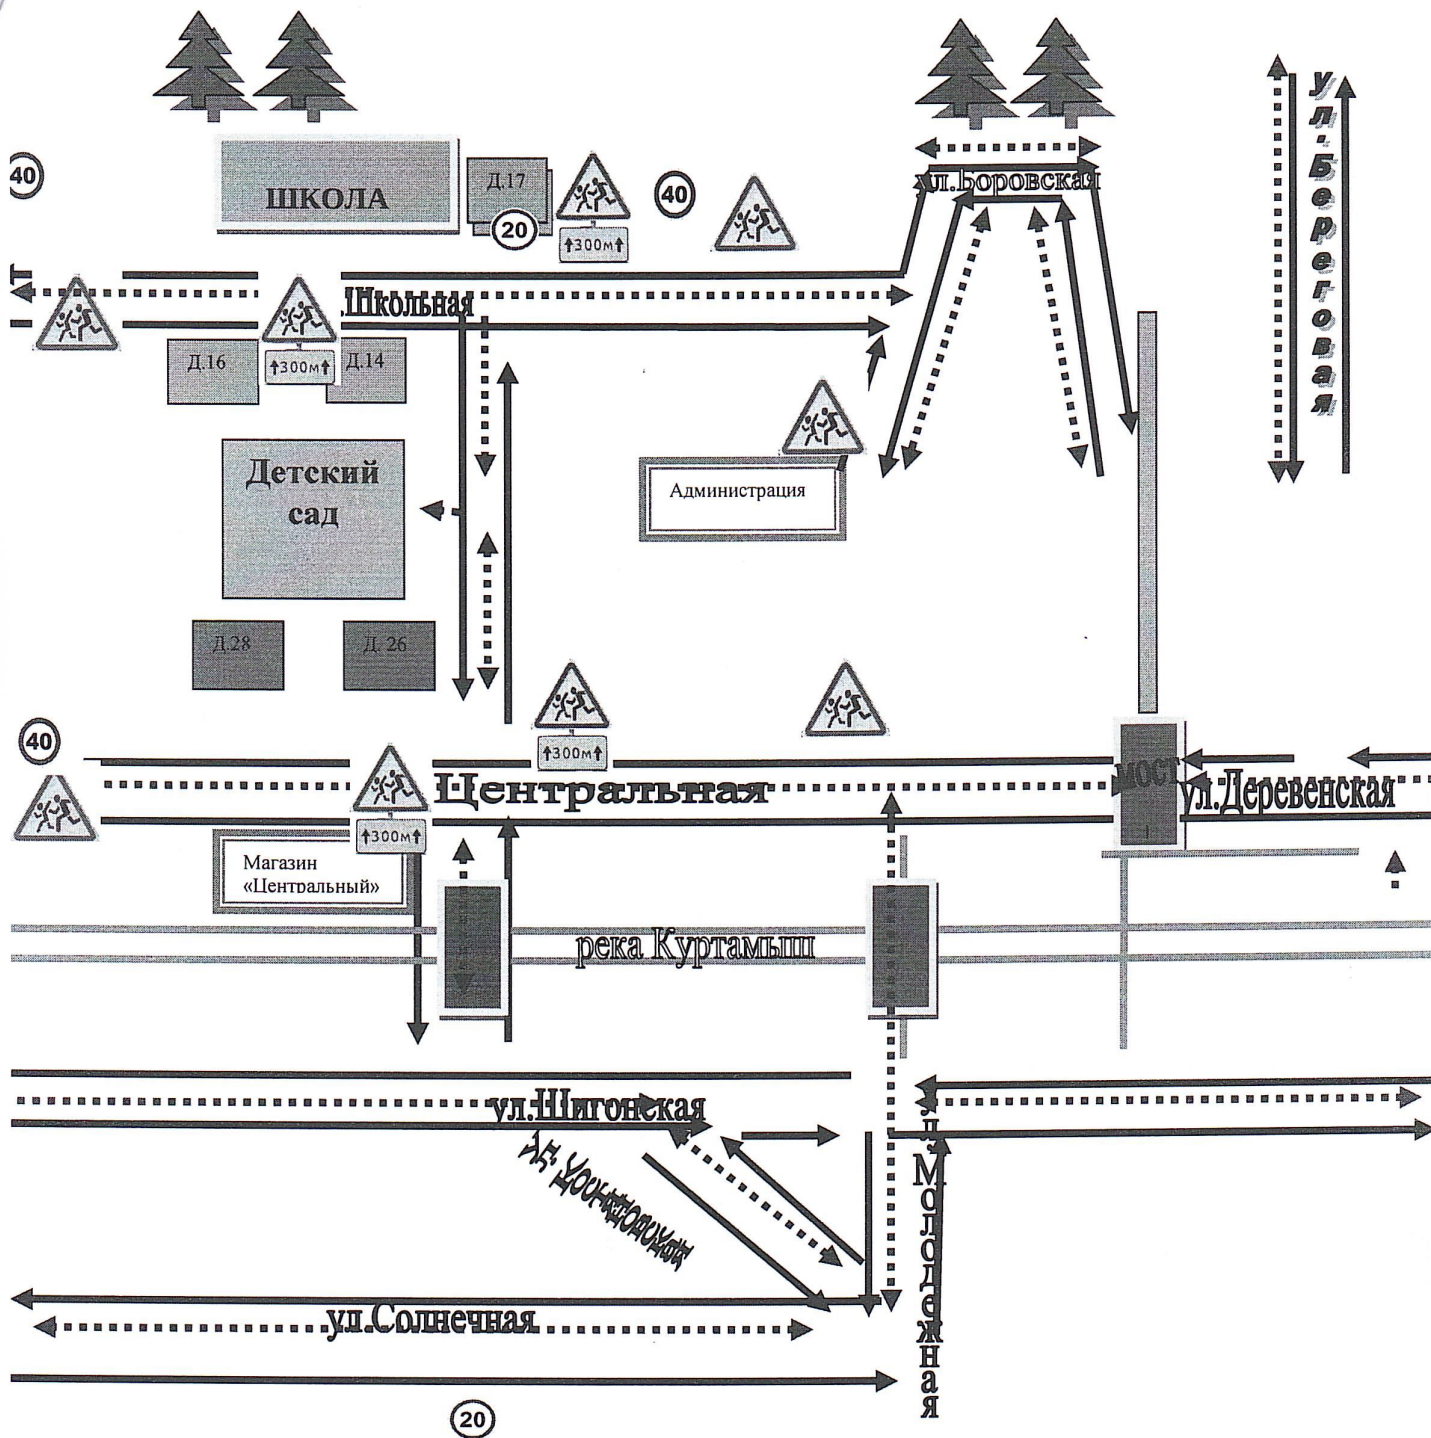 40
ШКОЛА
Д.17
20
↑300м↑
40
ул.Боровская
ул.Береговая
.Школьная
Д.16
↑300м↑
Д.14
Детский
сад
Администрация
Д.28
Д. 26
40
↑300м↑
Центральная
мост
ул.Деревенская
↑300м↑
Магазин
«Центральный»
река Куртамыш
ул.Шигонская
ул.Молодежная
ул.Солнечная
20